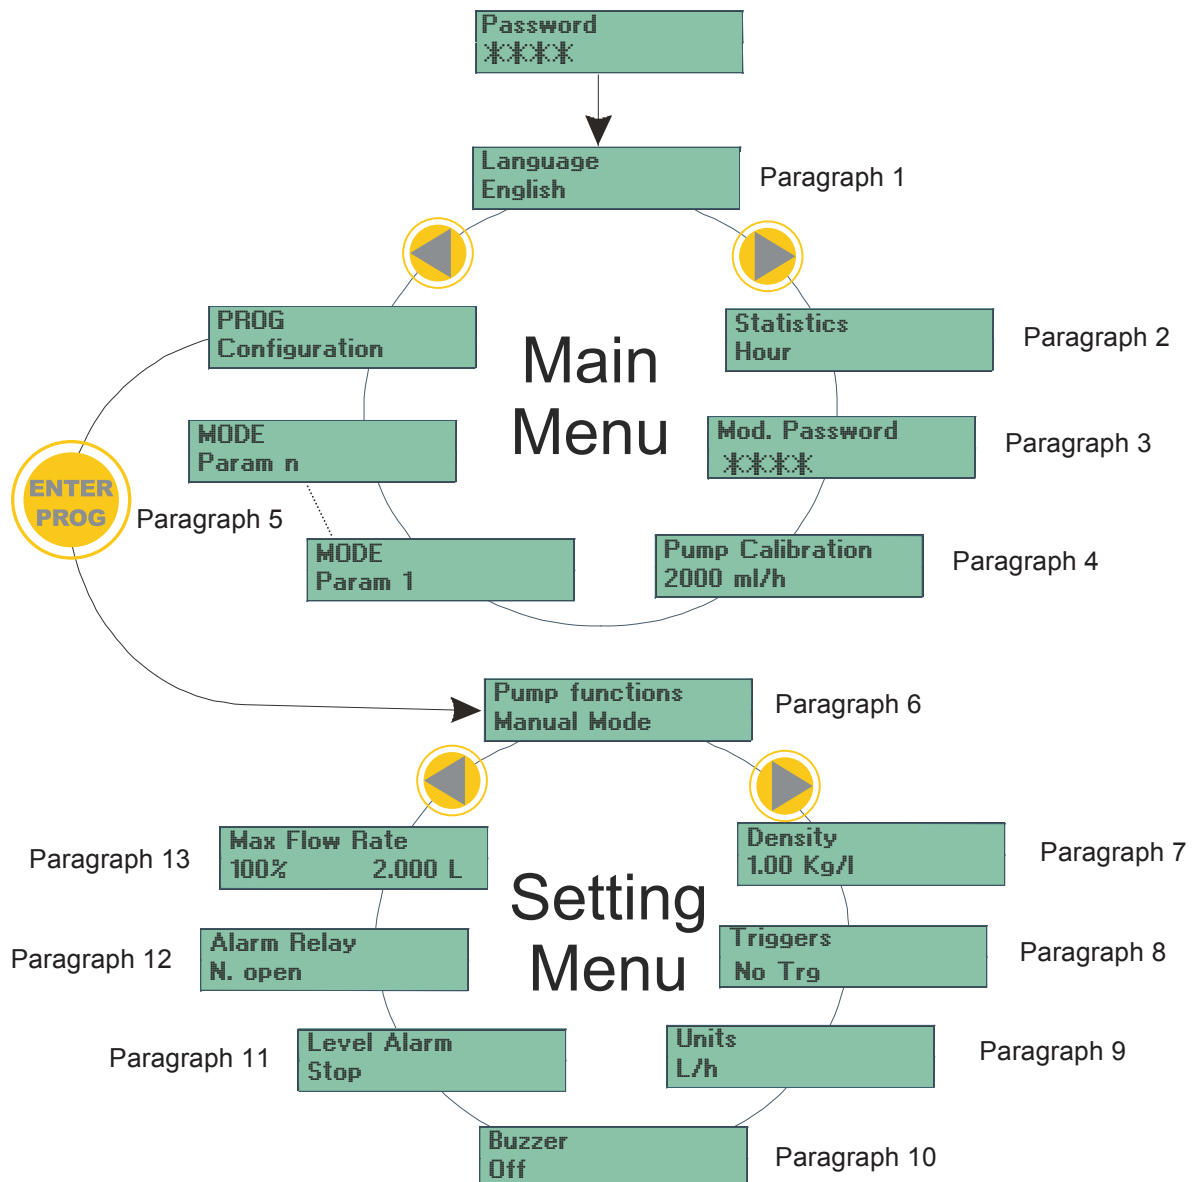 Password
****
Language
English
Paragraph 1
PROG
Configuration
Main
Menu
Statistics
Hour
Paragraph 2
MODE
Param n
Mod. Password
****
Paragraph 3
ENTER
PROG
Paragraph 5
MODE
Param 1
Pump Calibration
2000 ml/h
Paragraph 4
Pump functions
Manual Mode
Paragraph 6
Paragraph 13
Max Flow Rate
100% 2.000 L
Setting
Menu
Density
1.00 Kg/l
Paragraph 7
Paragraph 12
Alarm Relay
N. open
Triggers
No Trg
Paragraph 8
Paragraph 11
Level Alarm
Stop
Units
L/h
Paragraph 9
Buzzer
Off
Paragraph 10